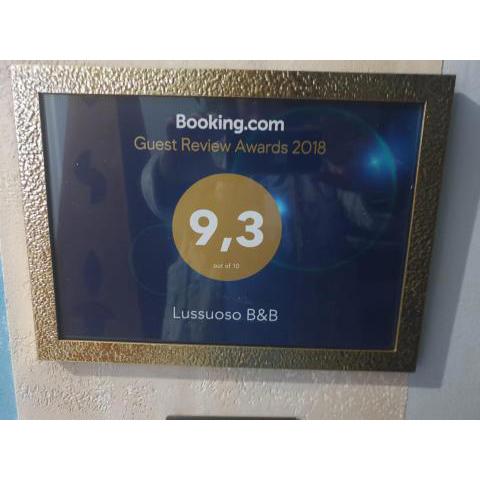 Booking.com
Guest Review Awards 2018
9,3
out of 10
Lussuoso B&B